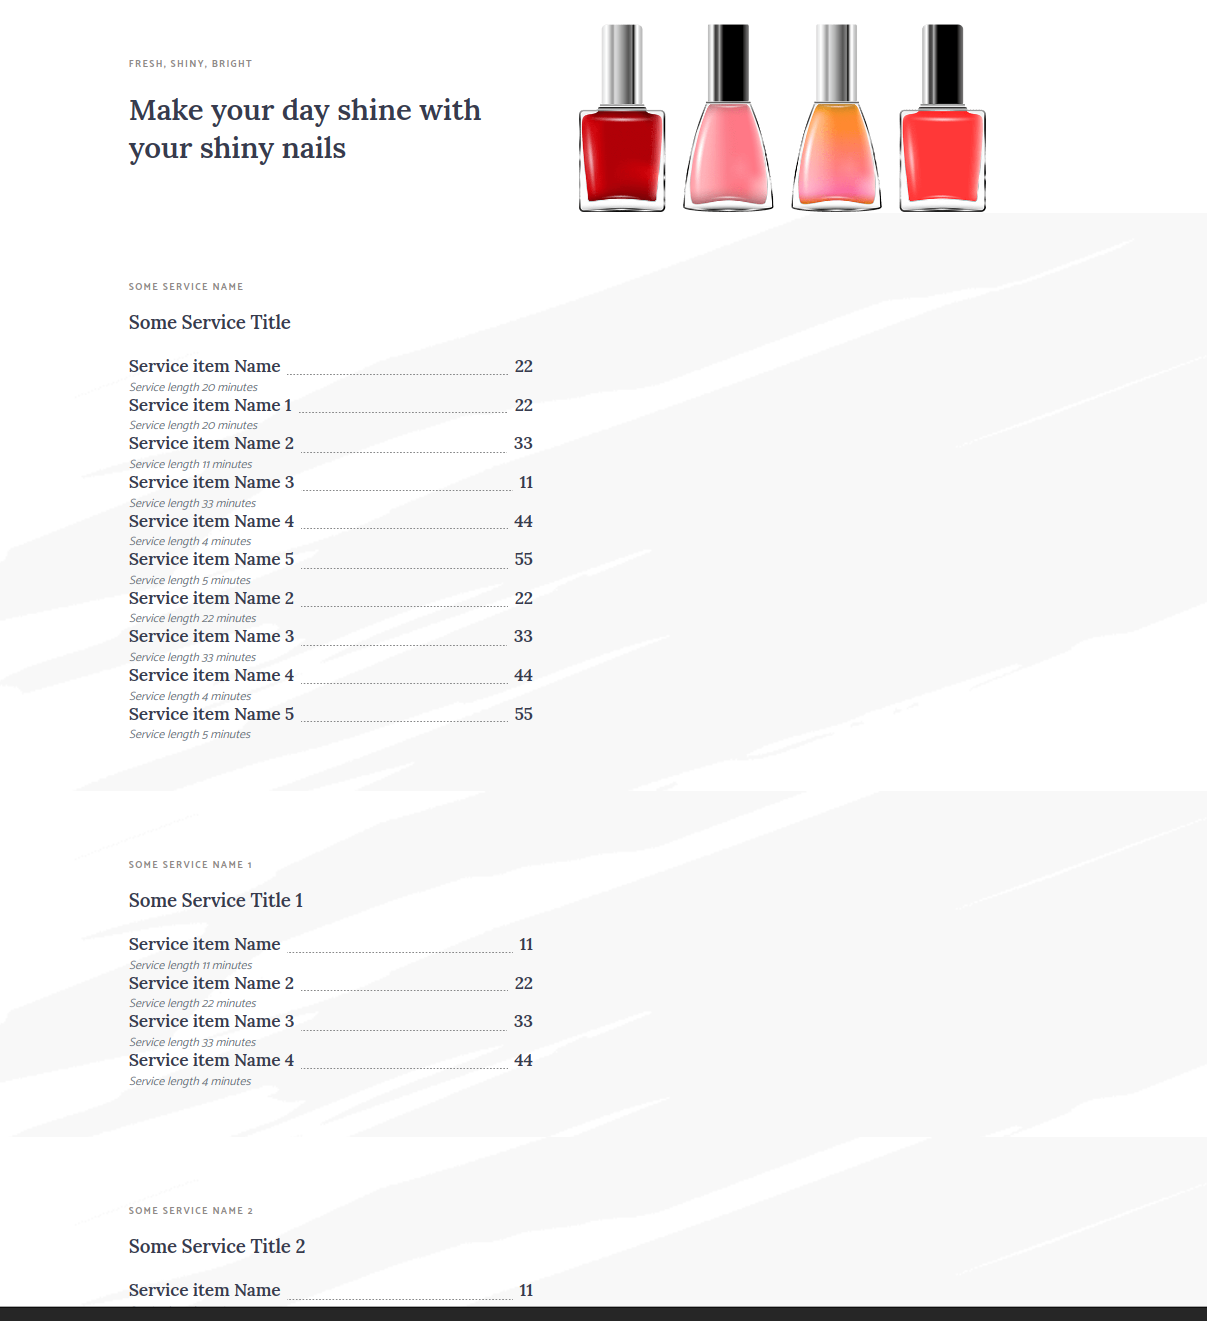 FRESH, SHINY, BRIGHT
Make your day shine with
your shiny nails
SOME SERVICE NAME
Some Service Title
Service item Name 22
Service length 20 minutes
Service item Name 1 22
Service length 20 minutes
Service item Name 2 33
Service length 11 minutes
Service item Name 3 11
Service length 33 minutes
Service item Name 4 44
Service length 4 minutes
Service item Name 5 55
Service length 5 minutes
Service item Name 2 22
Service length 22 minutes
Service item Name 3 33
Service length 33 minutes
Service item Name 4 44
Service length 4 minutes
Service item Name 5 55
Service length 5 minutes
SOME SERVICE NAME 1
Some Service Title 1
Service item Name 11
Service length 11 minutes
Service item Name 2 22
Service length 22 minutes
Service item Name 3 33
Service length 33 minutes
Service item Name 4 44
Service length 4 minutes
SOME SERVICE NAME 2
Some Service Title 2
Service item Name 11